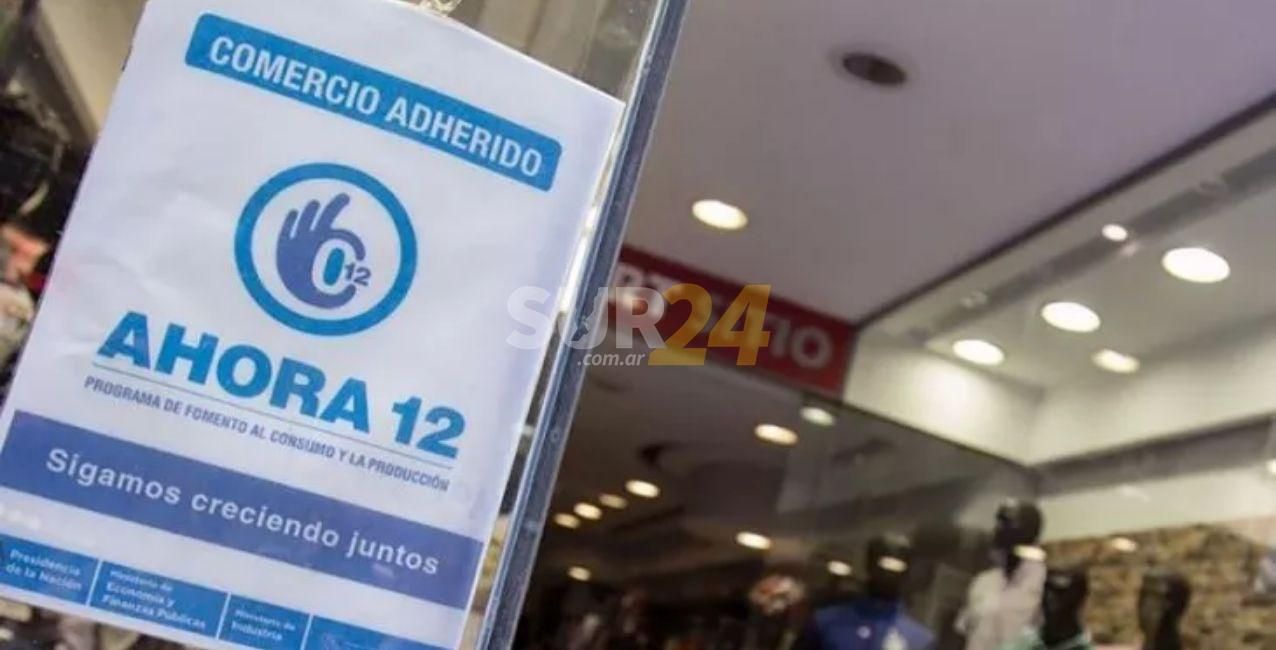 COMERCIO ADHERIDO
12
AHORA 12
PROGRAMA DE FOMENTO AL CONSUMO Y LA PRODUCCIÓN
Sigamos creciendo juntos
Presidencia
de la Nación
Ministerio de
Economía y
Finanzas Públicas
Ministerio de
Industria
SUR24
.com.ar